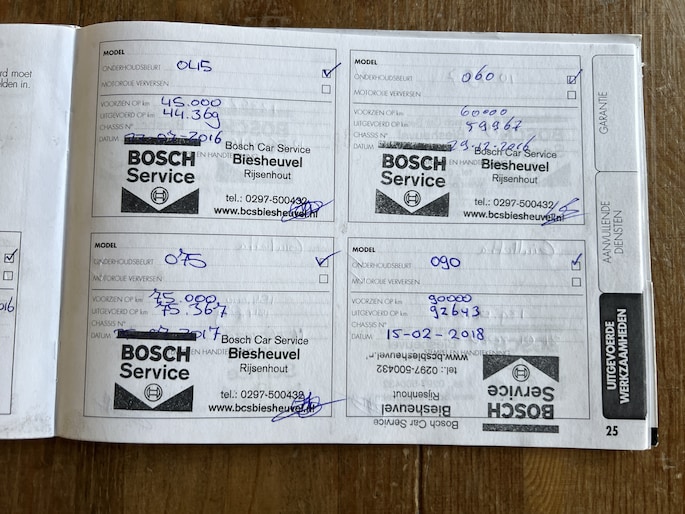 rd moet
lden in.
2016
MODEL
ONDERHOUDSBEURT 045
MOTOROLIE VERVERSEN
VOORZIEN OP km 45.000
UITGEVOERD OP km 44.369
CHASSIS N°
DATUM 2016
BOSCH
Service
Bosch Car Service
Biesheuvel
Rijsenhout
tel.: 0297-500432
www.bcsbiesheuvel.nl
MODEL
ONDERHOUDSBEURT 060
MOTOROLIE VERVERSEN
VOORZIEN OP km 60000
UITGEVOERD OP km 59967
CHASSIS N°
DATUM 29-12-2016
BOSCH
Service
Bosch Car Service
Biesheuvel
Rijsenhout
tel.: 0297-500432
www.bcsbiesheuvel.nl
MODEL
ONDERHOUDSBEURT 075
MOTOROLIE VERVERSEN
VOORZIEN OP km 75.000
UITGEVOERD OP km 75.367
CHASSIS N°
DATUM 2017
BOSCH
Service
Bosch Car Service
Biesheuvel
Rijsenhout
tel.: 0297-500432
www.bcsbiesheuvel.nl
MODEL
ONDERHOUDSBEURT 090
MOTOROLIE VERVERSEN
VOORZIEN OP km 90000
UITGEVOERD OP km 92643
CHASSIS N°
DATUM 15-02-2018
Bosch Car Service
Biesheuvel
Rijsenhout
tel.: 0297-500432
BOSCH
Service
GARANTIE
AANVULLENDE
DIENSTEN
UITGEVOERDE
WERKZAAMHEDEN
25